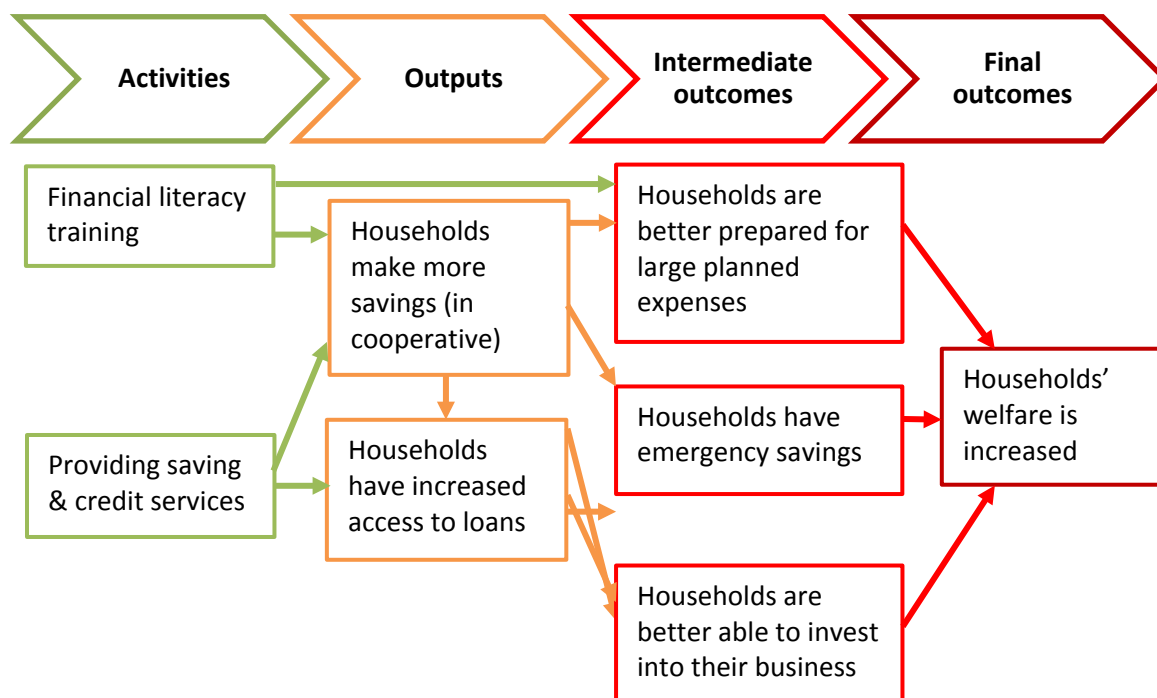 Activities
Outputs
Intermediate
outcomes
Final
outcomes
Financial literacy
training
Households
make more
savings (in
cooperative)
Households are
better prepared for
large planned
expenses
Households’
welfare is
increased
Households have
emergency savings
Providing saving
& credit services
Households
have increased
access to loans
Households are
better able to invest
into their business